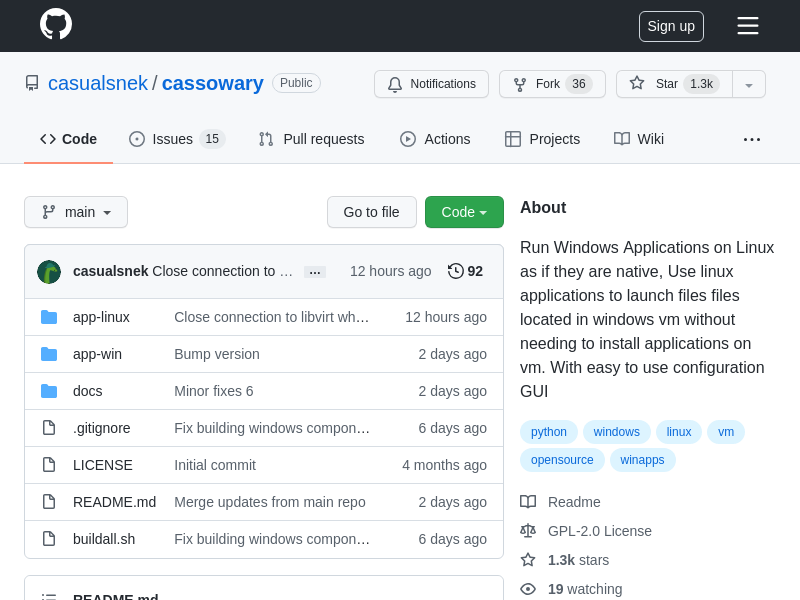 Sign up
casualsnek / cassowary Public
Notifications
Fork 36
Star 1.3k
Code
Issues 15
Pull requests
Actions
Projects
Wiki
main
Go to file
Code
casualsnek Close connection to … ... 12 hours ago 92
app-linux Close connection to libvirt wh… 12 hours ago
app-win Bump version 2 days ago
docs Minor fixes 6 2 days ago
.gitignore Fix building windows compon… 6 days ago
LICENSE Initial commit 4 months ago
README.md Merge updates from main repo 2 days ago
buildall.sh Fix building windows compon… 6 days ago
README.md
About
Run Windows Applications on Linux
as if they are native, Use linux
applications to launch files files
located in windows vm without
needing to install applications on
vm. With easy to use configuration
GUI
python windows linux vm
opensource winapps
Readme
GPL-2.0 License
1.3k stars
19 watching